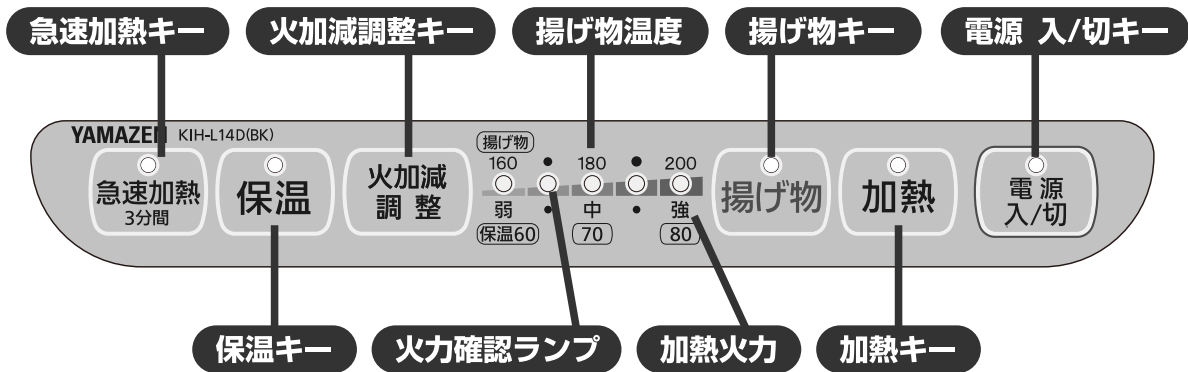 急速加熱キー
火加減調整キー
揚げ物温度
揚げ物キー
電源 入/切キー
YAMAZEN KIH-L14D(BK)
急速加熱
3分間
保温
火加減
調 整
揚げ物
160 • 180 • 200
弱 • 中 • 強
保温60 70 80
揚げ物
加熱
電 源
入/切
保温キー
火力確認ランプ
加熱火力
加熱キー